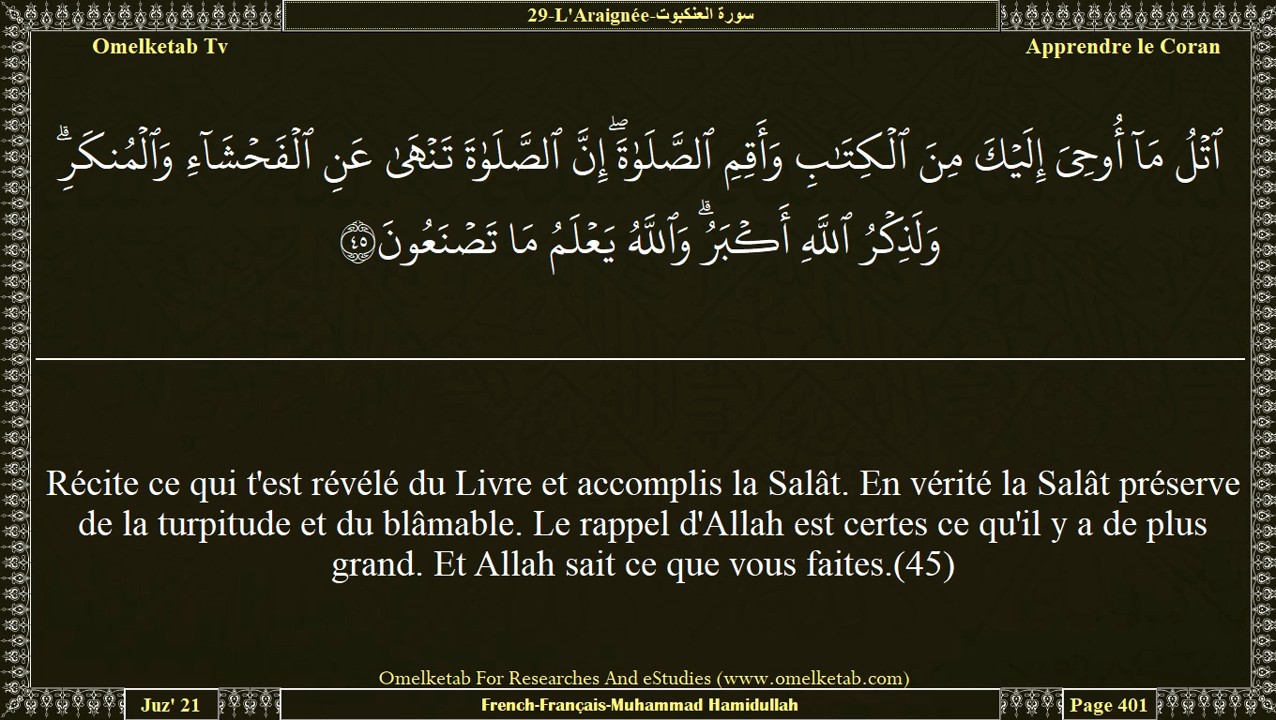 29-L'Araignée-سورة العنكبوت
Omelketab Tv
Apprendre le Coran
ٱتۡلُ مَآ أُوحِيَ إِلَيۡكَ مِنَ ٱلۡكِتَٰبِ وَأَقِمِ ٱلصَّلَوٰةَۖ إِنَّ ٱلصَّلَوٰةَ تَنۡهَىٰ عَنِ ٱلۡفَحۡشَآءِ وَٱلۡمُنكَرِۗ
وَلَذِكۡرُ ٱللَّهِ أَكۡبَرُۗ وَٱللَّهُ يَعۡلَمُ مَا تَصۡنَعُونَ ٤٥
Récite ce qui t'est révélé du Livre et accomplis la Salât. En vérité la Salât préserve
de la turpitude et du blâmable. Le rappel d'Allah est certes ce qu'il y a de plus
grand. Et Allah sait ce que vous faites.(45)
Omelketab For Researches And eStudies (www.omelketab.com)
Juz' 21
French-Français-Muhammad Hamidullah
Page 401